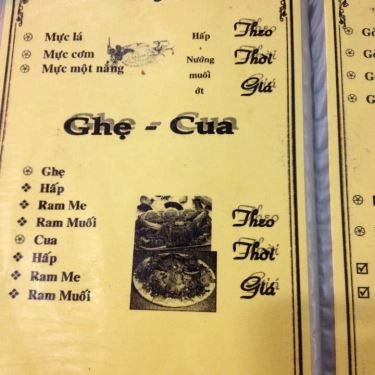 Mực lá
Mực cơm
Mực một nắng
Hấp
+
Nướng
muối
ớt
Theo
Thời
Giá
Ghẹ - Cua
Ghẹ
Hấp
Ram Me
Ram Muối
Cua
Hấp
Ram Me
Ram Muối
Theo
Thời
Giá